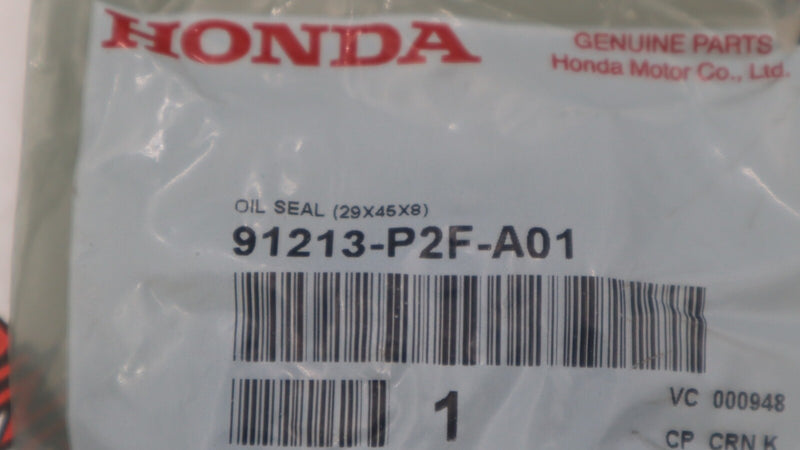 HONDA
GENUINE PARTS
Honda Motor Co., Ltd.
OIL SEAL (29X45X8)
91213-P2F-A01
1
VC 000948
CP CRN K